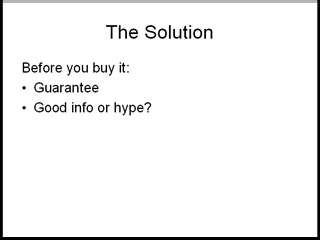 The Solution
Before you buy it:
• Guarantee
• Good info or hype?